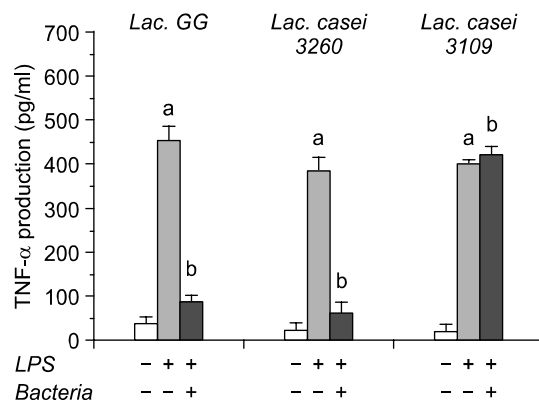 Lac. GG
Lac. casei 3260
Lac. casei 3109
TNF-α production (pg/ml)
700
600
500
400
300
200
100
0
a
b
a
b
a
b
LPS – + + – + + – + +
Bacteria – – + – – + – – +